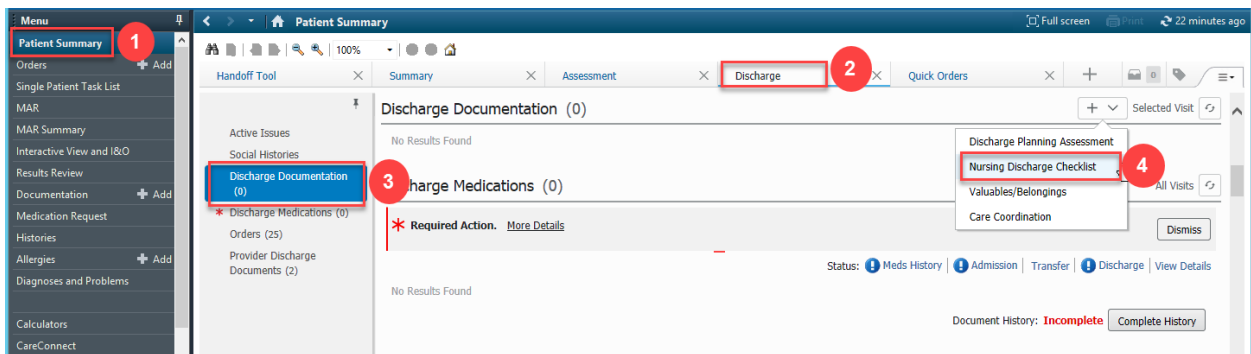 Menu
Patient Summary
1
Orders
Add
Single Patient Task List
MAR
MAR Summary
Interactive View and I&O
Results Review
Documentation
Add
Medication Request
Histories
Allergies
Add
Diagnoses and Problems
Calculators
CareConnect
Patient Summary
Full screen
Print
22 minutes ago
100%
Handoff Tool
Summary
Assessment
Discharge
2
Quick Orders
0
Active Issues
Social Histories
Discharge Documentation
(0)
3
Discharge Medications (0)
Orders (25)
Provider Discharge
Documents (2)
Discharge Documentation (0)
Selected Visit
No Results Found
Discharge Planning Assessment
Nursing Discharge Checklist
4
Valuables/Belongings
Care Coordination
harge Medications (0)
All Visits
Required Action. More Details
Dismiss
Status: Meds History Admission Transfer Discharge View Details
No Results Found
Document History: Incomplete Complete History